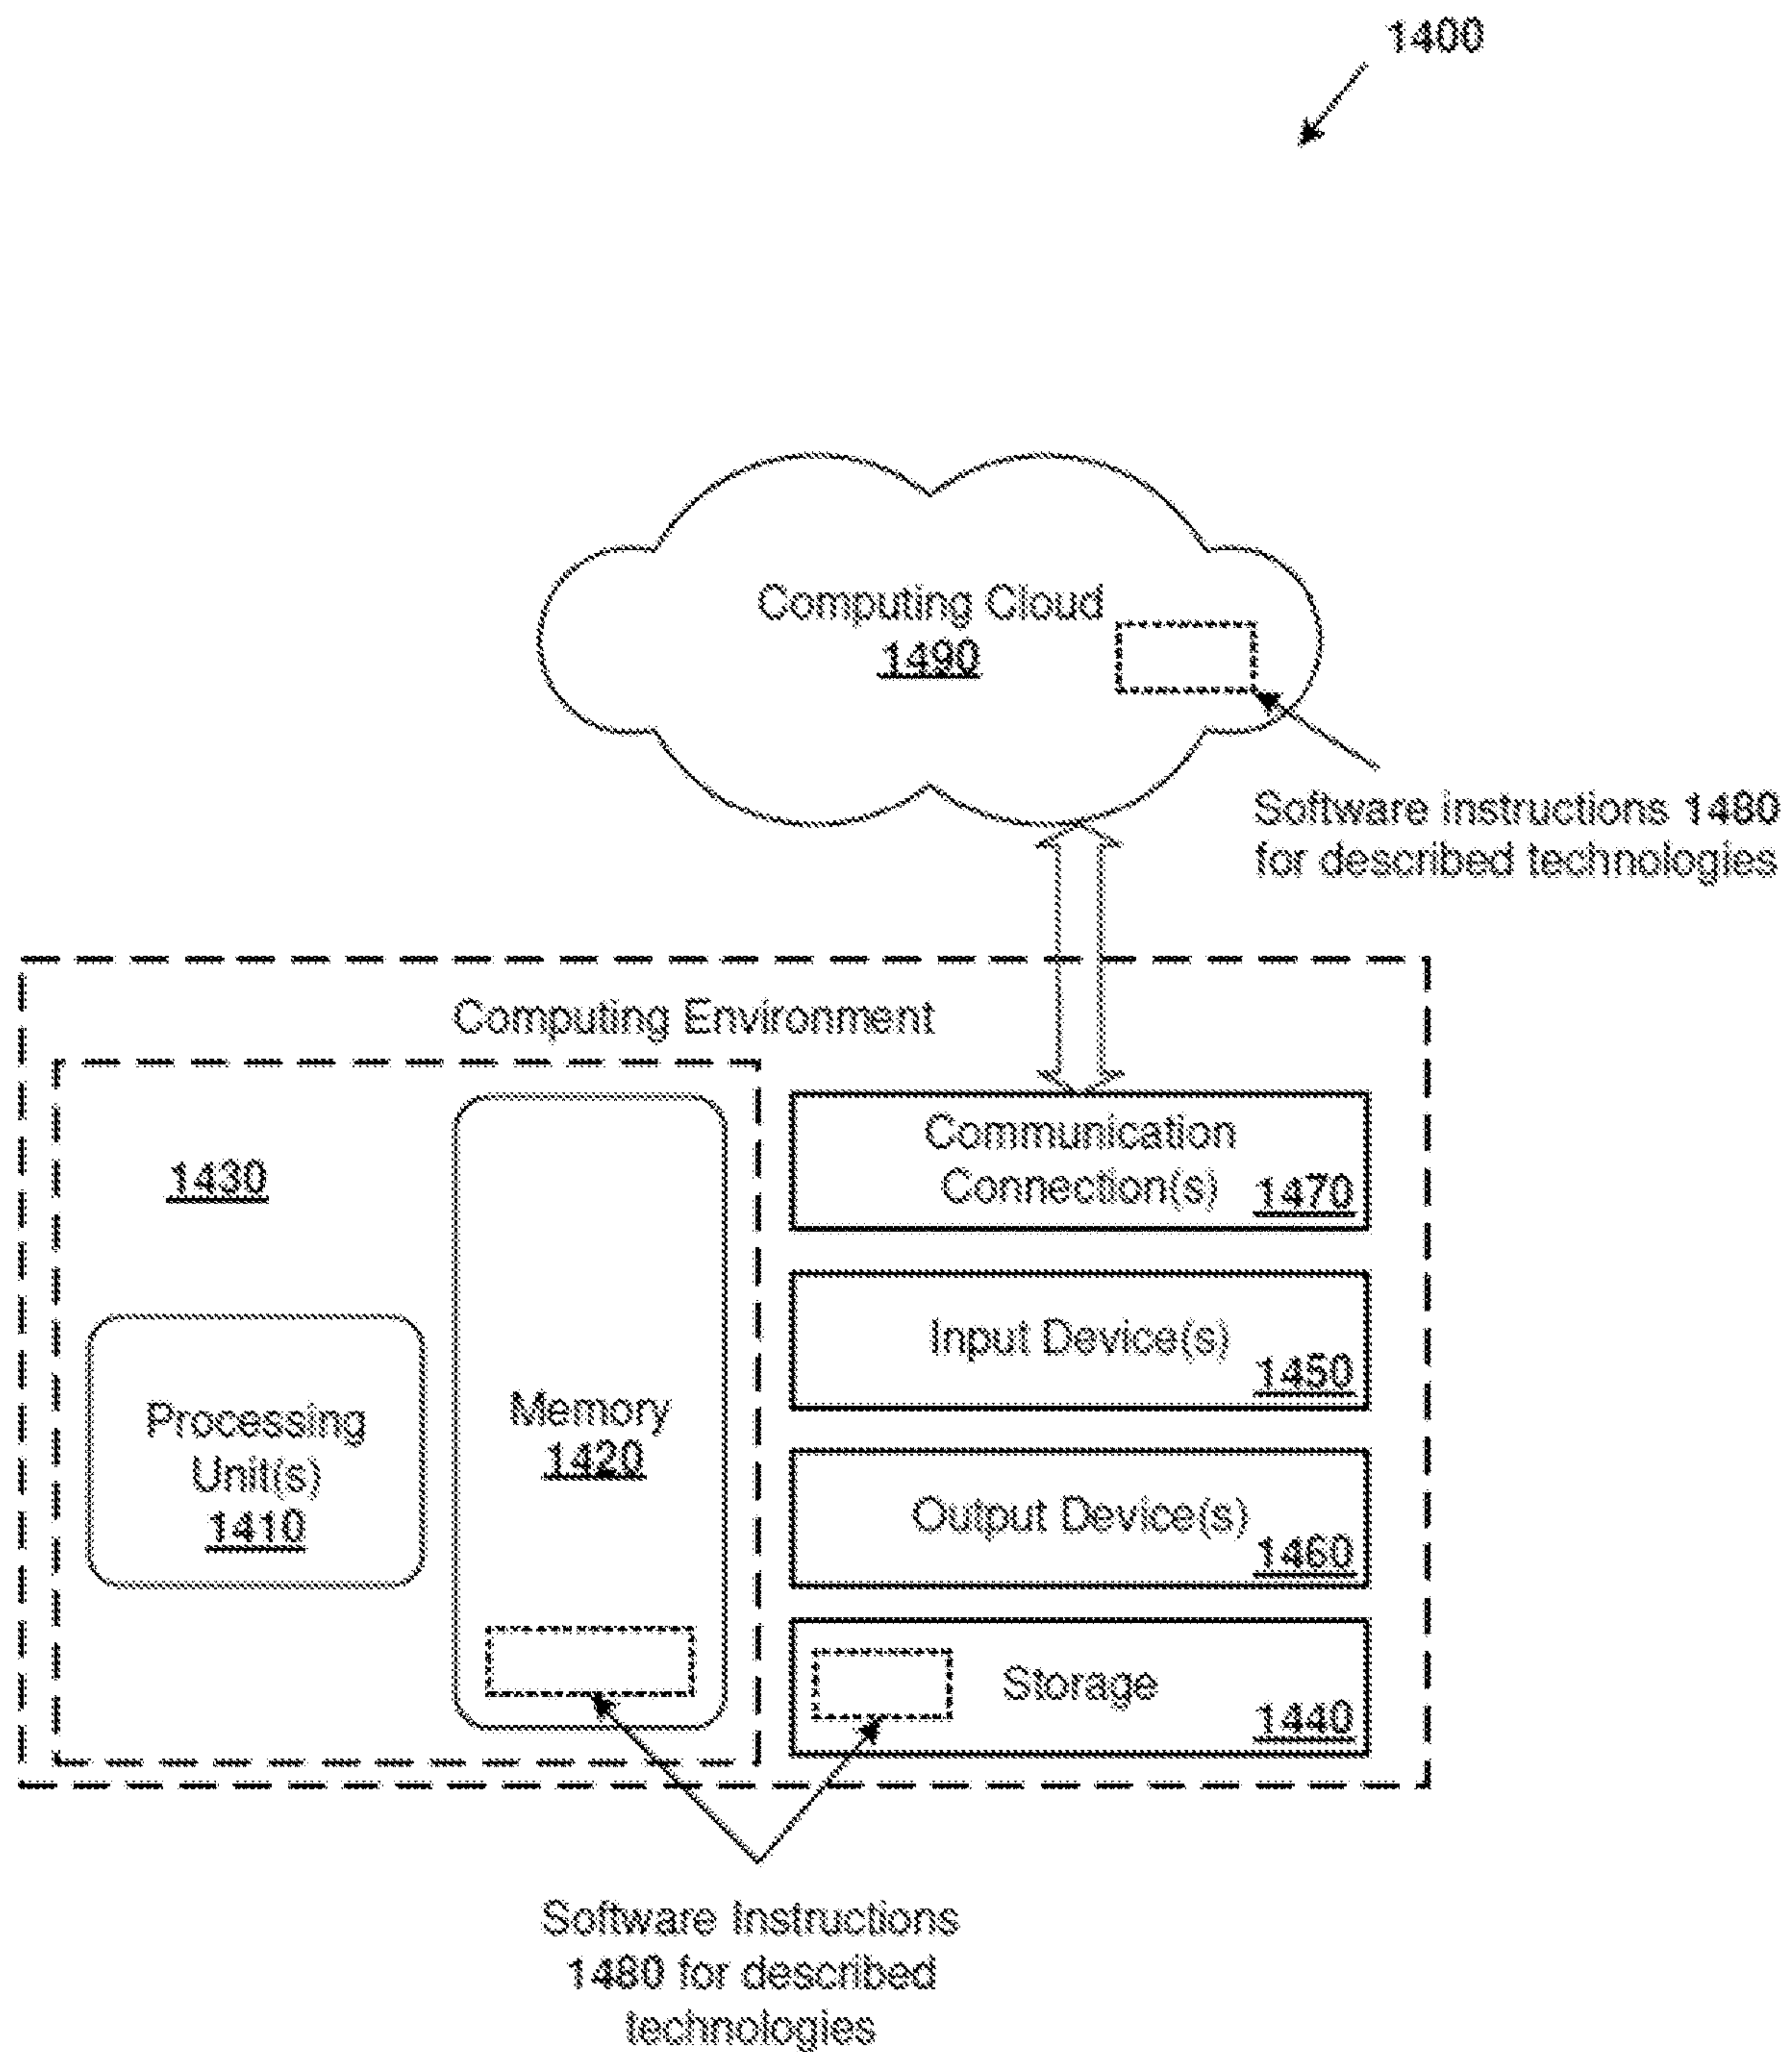 1400
Computing Cloud
1490
Software instructions 1480
for described technologies
Computing Environment
1430
Processing
Unit(s)
1410
Memory
1420
Communication
Connection(s) 1470
Input Device(s)
1450
Output Device(s)
1460
Storage
1440
Software Instructions
1480 for described
technologies